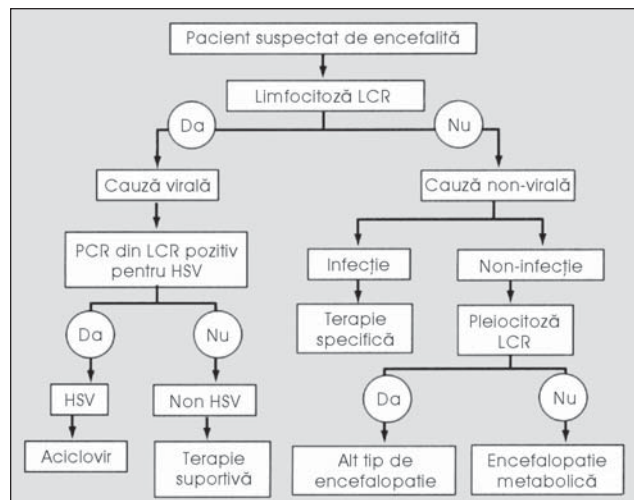 Pacient suspectat de encefalită
Limfocitoză LCR
Da
Nu
Cauză virală
Cauză non-virală
PCR din LCR pozitiv
pentru HSV
Infecție
Non-infecție
Da
Nu
Terapie
specifică
Pleiocitoză
LCR
HSV
Non HSV
Da
Nu
Aciclovir
Terapie
suportivă
Alt tip de
encefalopatie
Encefalopatie
metabolică